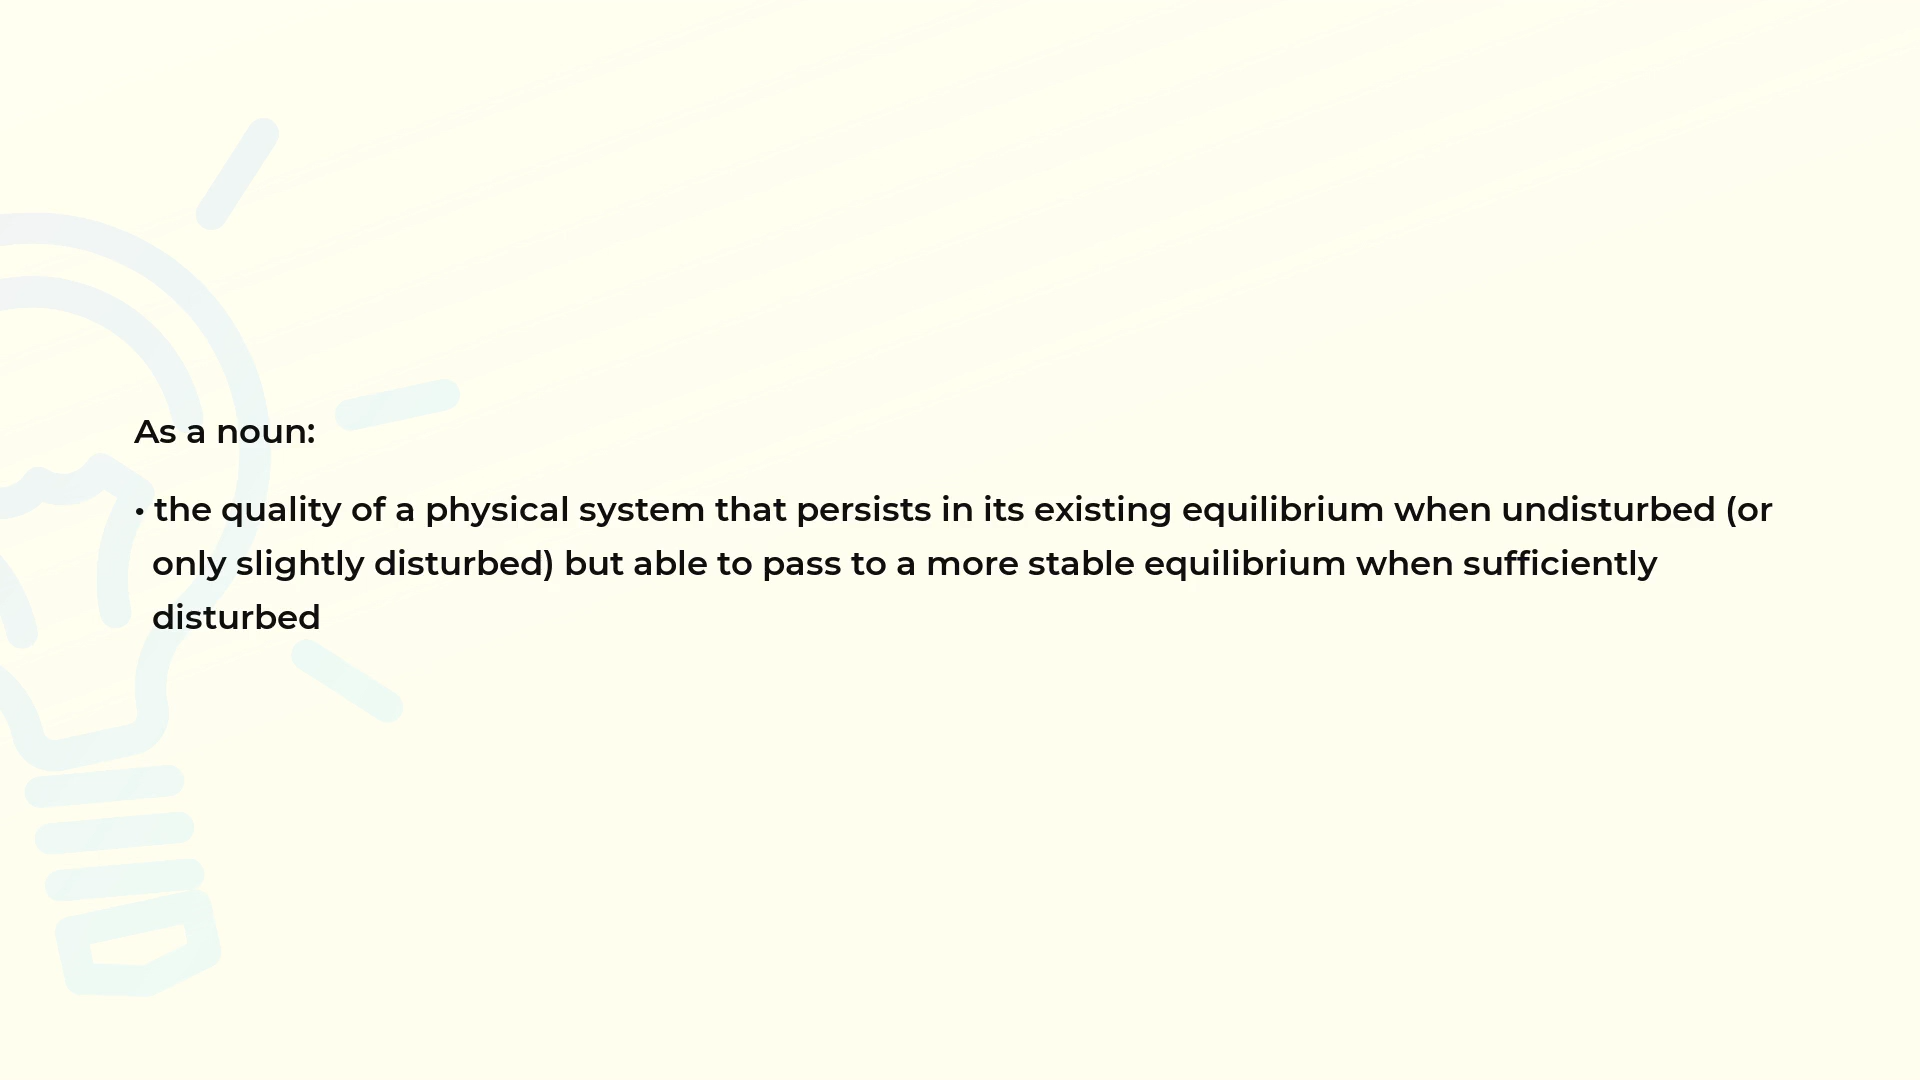 As a noun:
• the quality of a physical system that persists in its existing equilibrium when undisturbed (or
only slightly disturbed) but able to pass to a more stable equilibrium when sufficiently
disturbed